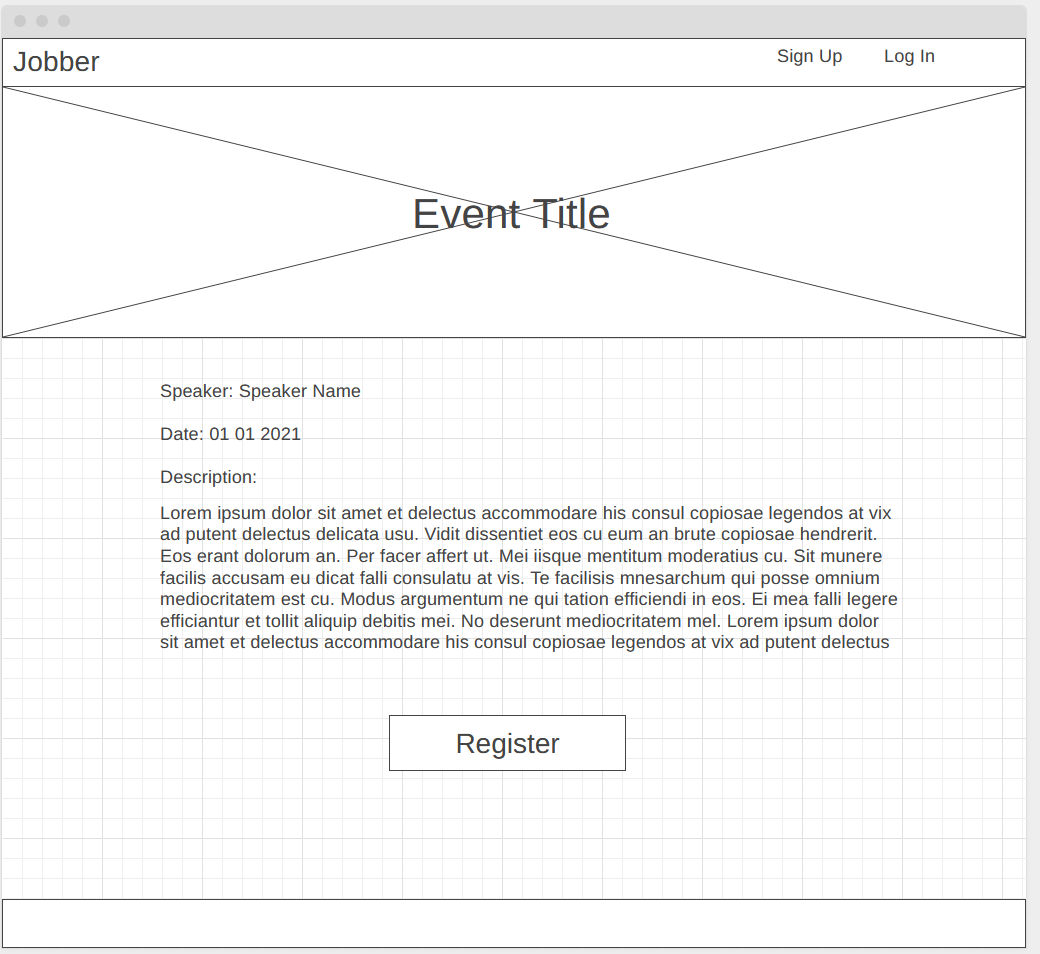 Jobber
Sign Up
Log In
Event Title
Speaker: Speaker Name
Date: 01 01 2021
Description:
Lorem ipsum dolor sit amet et delectus accommodare his consul copiosae legendos at vix
ad putent delectus delicata usu. Vidit dissentiet eos cu eum an brute copiosae hendrerit.
Eos erant dolorum an. Per facer affert ut. Mei iisque mentitum moderatius cu. Sit munere
facilis accusam eu dicat falli consulatu at vis. Te facilisis mnesarchum qui posse omnium
mediocritatem est cu. Modus argumentum ne qui tation efficiendi in eos. Ei mea falli legere
efficiantur et tollit aliquip debitis mei. No deserunt mediocritatem mel. Lorem ipsum dolor
sit amet et delectus accommodare his consul copiosae legendos at vix ad putent delectus
Register